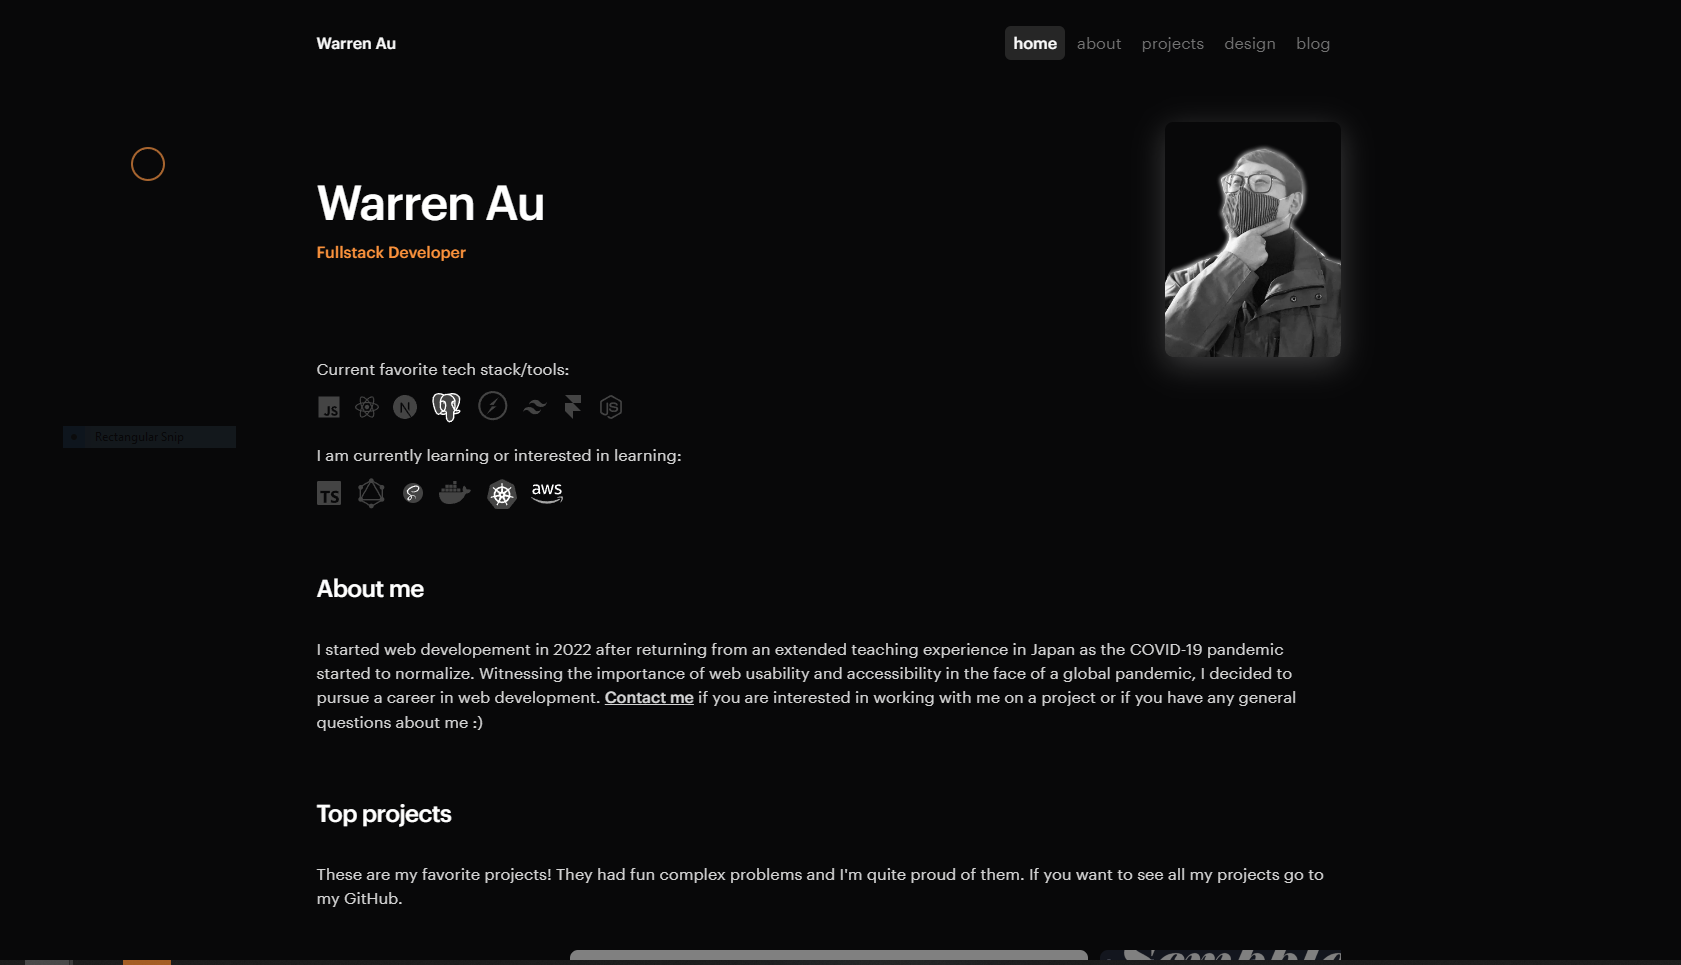 Warren Au
home about projects design blog
Warren Au
Fullstack Developer
Current favorite tech stack/tools:
JS N JS
Rectangular Snip
I am currently learning or interested in learning:
TS aws
About me
I started web developement in 2022 after returning from an extended teaching experience in Japan as the COVID-19 pandemic
started to normalize. Witnessing the importance of web usability and accessibility in the face of a global pandemic, I decided to
pursue a career in web development. Contact me if you are interested in working with me on a project or if you have any general
questions about me :)
Top projects
These are my favorite projects! They had fun complex problems and I'm quite proud of them. If you want to see all my projects go to
my GitHub.